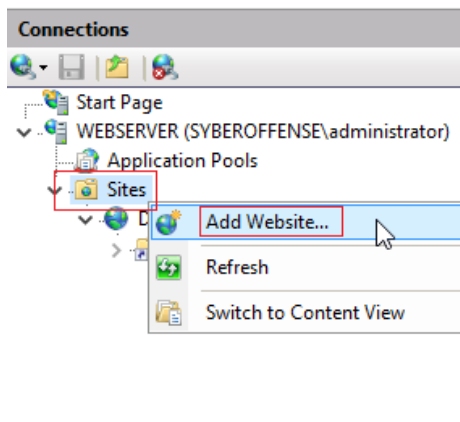 Connections
Start Page
WEBSERVER (SYBEROFFENSE\administrator)
Application Pools
Sites
D
Add Website...
Refresh
Switch to Content View